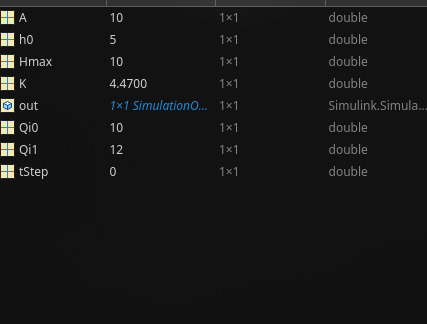 A 10 1×1 double
h0 5 1×1 double
Hmax 10 1×1 double
K 4.4700 1×1 double
out 1×1 SimulationO... 1×1 Simulink.Simula...
Qi0 10 1×1 double
Qi1 12 1×1 double
tStep 0 1×1 double